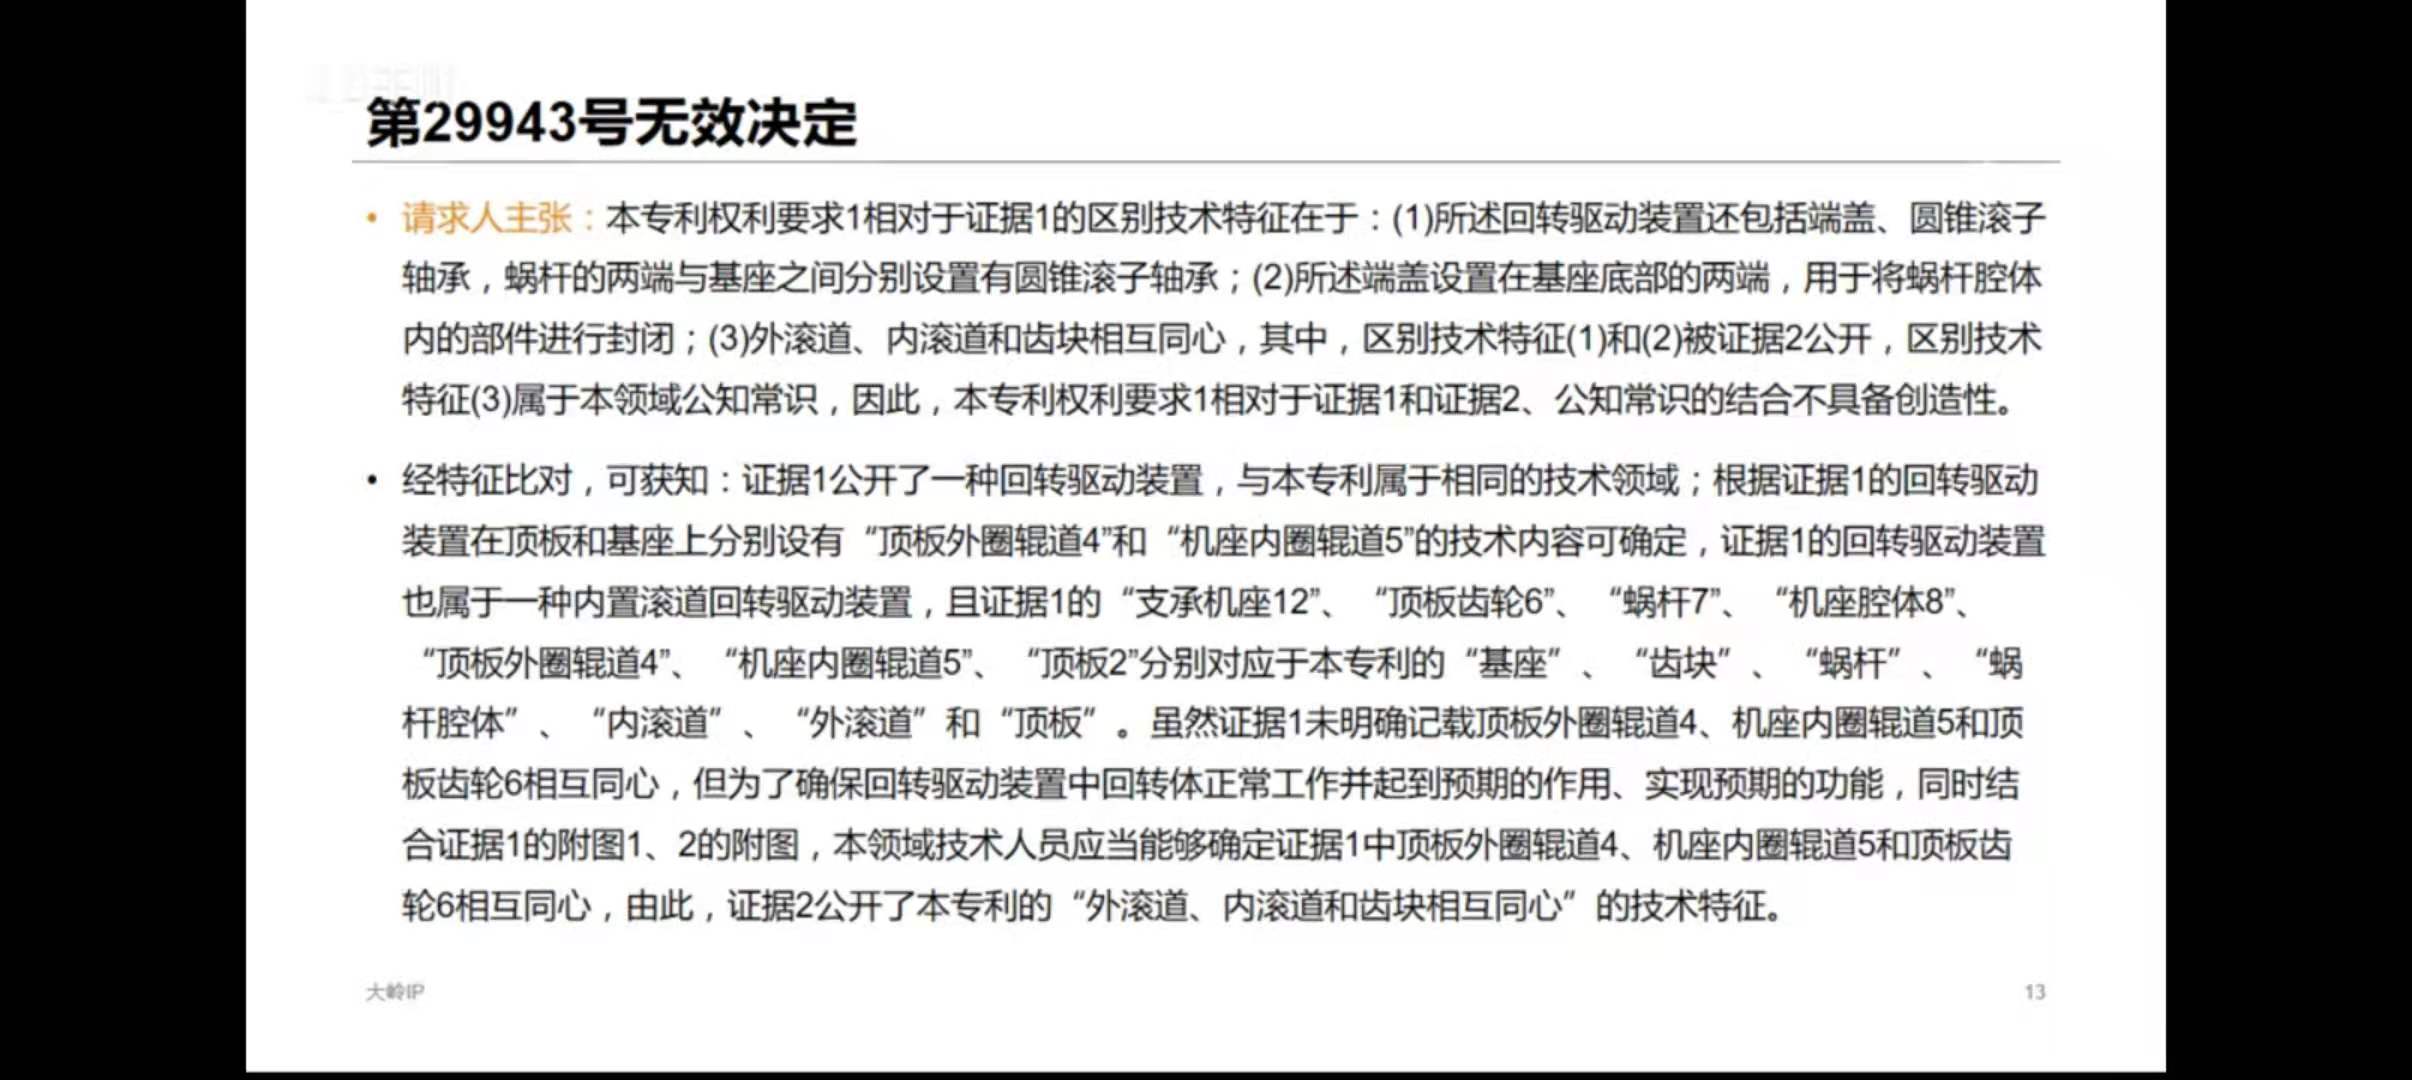 第29943号无效决定
• 请求人主张：本专利权利要求1相对于证据1的区别技术特征在于：(1)所述回转驱动装置还包括端盖、圆锥滚子
轴承，蜗杆的两端与基座之间分别设置有圆锥滚子轴承；(2)所述端盖设置在基座底部的两端，用于将蜗杆腔体
内的部件进行封闭；(3)外滚道、内滚道和齿块相互同心，其中，区别技术特征(1)和(2)被证据2公开，区别技术
特征(3)属于本领域公知常识，因此，本专利权利要求1相对于证据1和证据2、公知常识的结合不具备创造性。
• 经特征比对，可获知：证据1公开了一种回转驱动装置，与本专利属于相同的技术领域；根据证据1的回转驱动
装置在顶板和基座上分别设有“顶板外圈辊道4”和“机座内圈辊道5”的技术内容可确定，证据1的回转驱动装置
也属于一种内置滚道回转驱动装置，且证据1的“支承机座12”、“顶板齿轮6”、“蜗杆7”、“机座腔体8”、
“顶板外圈辊道4”、“机座内圈辊道5”、“顶板2”分别对应于本专利的“基座”、“齿块”、“蜗杆”、“蜗
杆腔体”、“内滚道”、“外滚道”和“顶板”。虽然证据1未明确记载顶板外圈辊道4、机座内圈辊道5和顶
板齿轮6相互同心，但为了确保回转驱动装置中回转体正常工作并起到预期的作用、实现预期的功能，同时结
合证据1的附图1、2的附图，本领域技术人员应当能够确定证据1中顶板外圈辊道4、机座内圈辊道5和顶板齿
轮6相互同心，由此，证据2公开了本专利的“外滚道、内滚道和齿块相互同心”的技术特征。
大岭IP
13